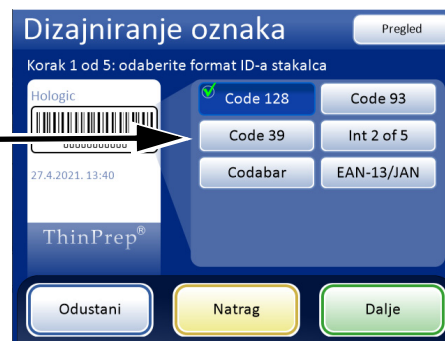 Dizajniranje oznaka
Pregled
Korak 1 od 5: odaberite format ID-a stakalca
Hologic
27.4.2021. 13:40
ThinPrep®
Code 128
Code 93
Code 39
Int 2 of 5
Codabar
EAN-13/JAN
Odustani
Natrag
Dalje